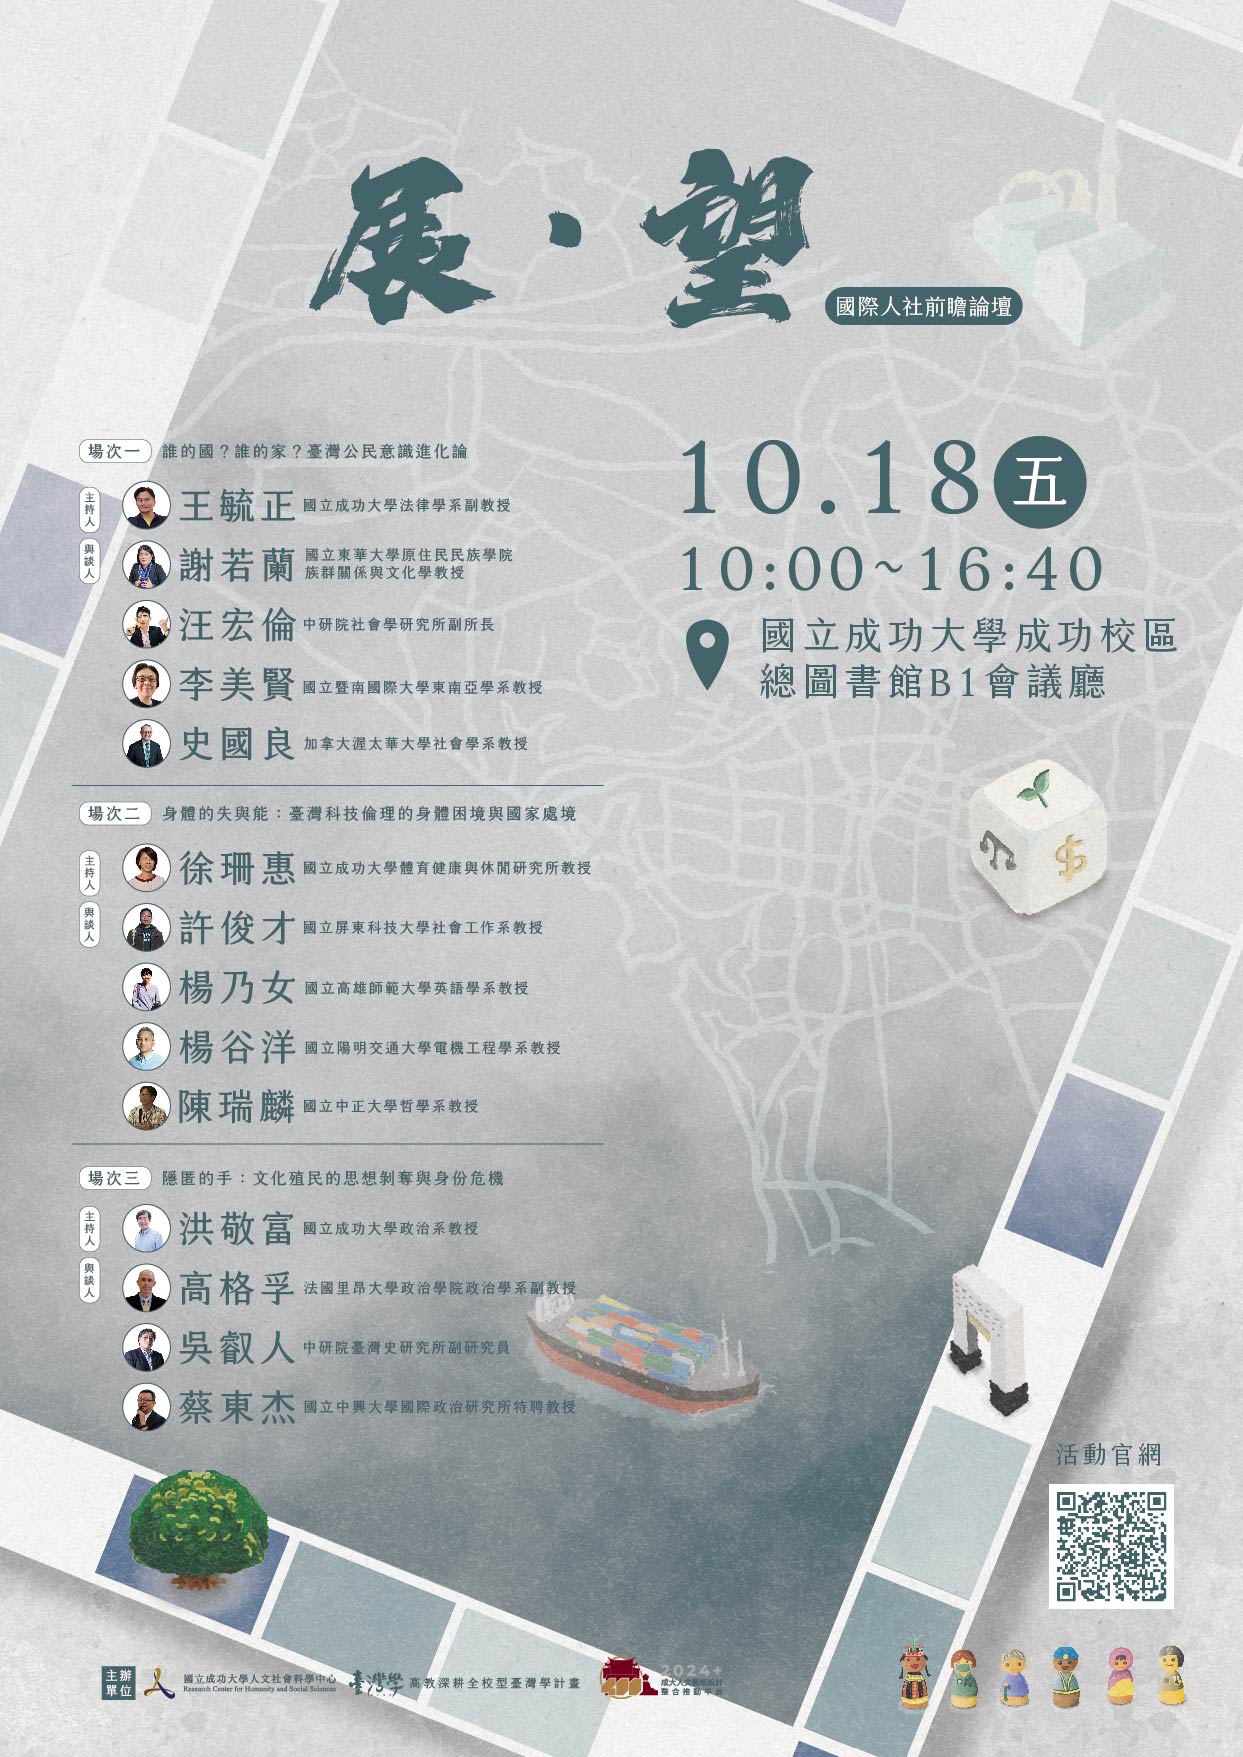 展・望
國際人社前瞻論壇
10.18 五
10:00~16:40
國立成功大學成功校區
總圖書館B1會議廳
場次一 誰的國？誰的家？臺灣公民意識進化論
主持人 王毓正 國立成功大學法律學系副教授
與談人 謝若蘭 國立東華大學原住民民族學院
族群關係與文化學教授
汪宏倫 中研院社會學研究所副所長
李美賢 國立暨南國際大學東南亞學系教授
史國良 加拿大渥太華大學社會學系教授
場次二 身體的失與能：臺灣科技倫理的身體困境與國家處境
主持人 徐珊惠 國立成功大學體育健康與休閒研究所教授
與談人 許俊才 國立屏東科技大學社會工作系教授
楊乃女 國立高雄師範大學英語學系教授
楊谷洋 國立陽明交通大學電機工程學系教授
陳瑞麟 國立中正大學哲學系教授
場次三 隱匿的手：文化殖民的思想剝奪與身份危機
主持人 洪敬富 國立成功大學政治系教授
與談人 高格孚 法國里昂大學政治學院政治學系副教授
吳叡人 中研院臺灣史研究所副研究員
蔡東杰 國立中興大學國際政治研究所特聘教授
$
活動官網
主辦單位
國立成功大學人文社會科學中心
Research Center for Humanity and Social Sciences
臺灣學 高教深耕全校型臺灣學計畫
2024+
整合推動平台